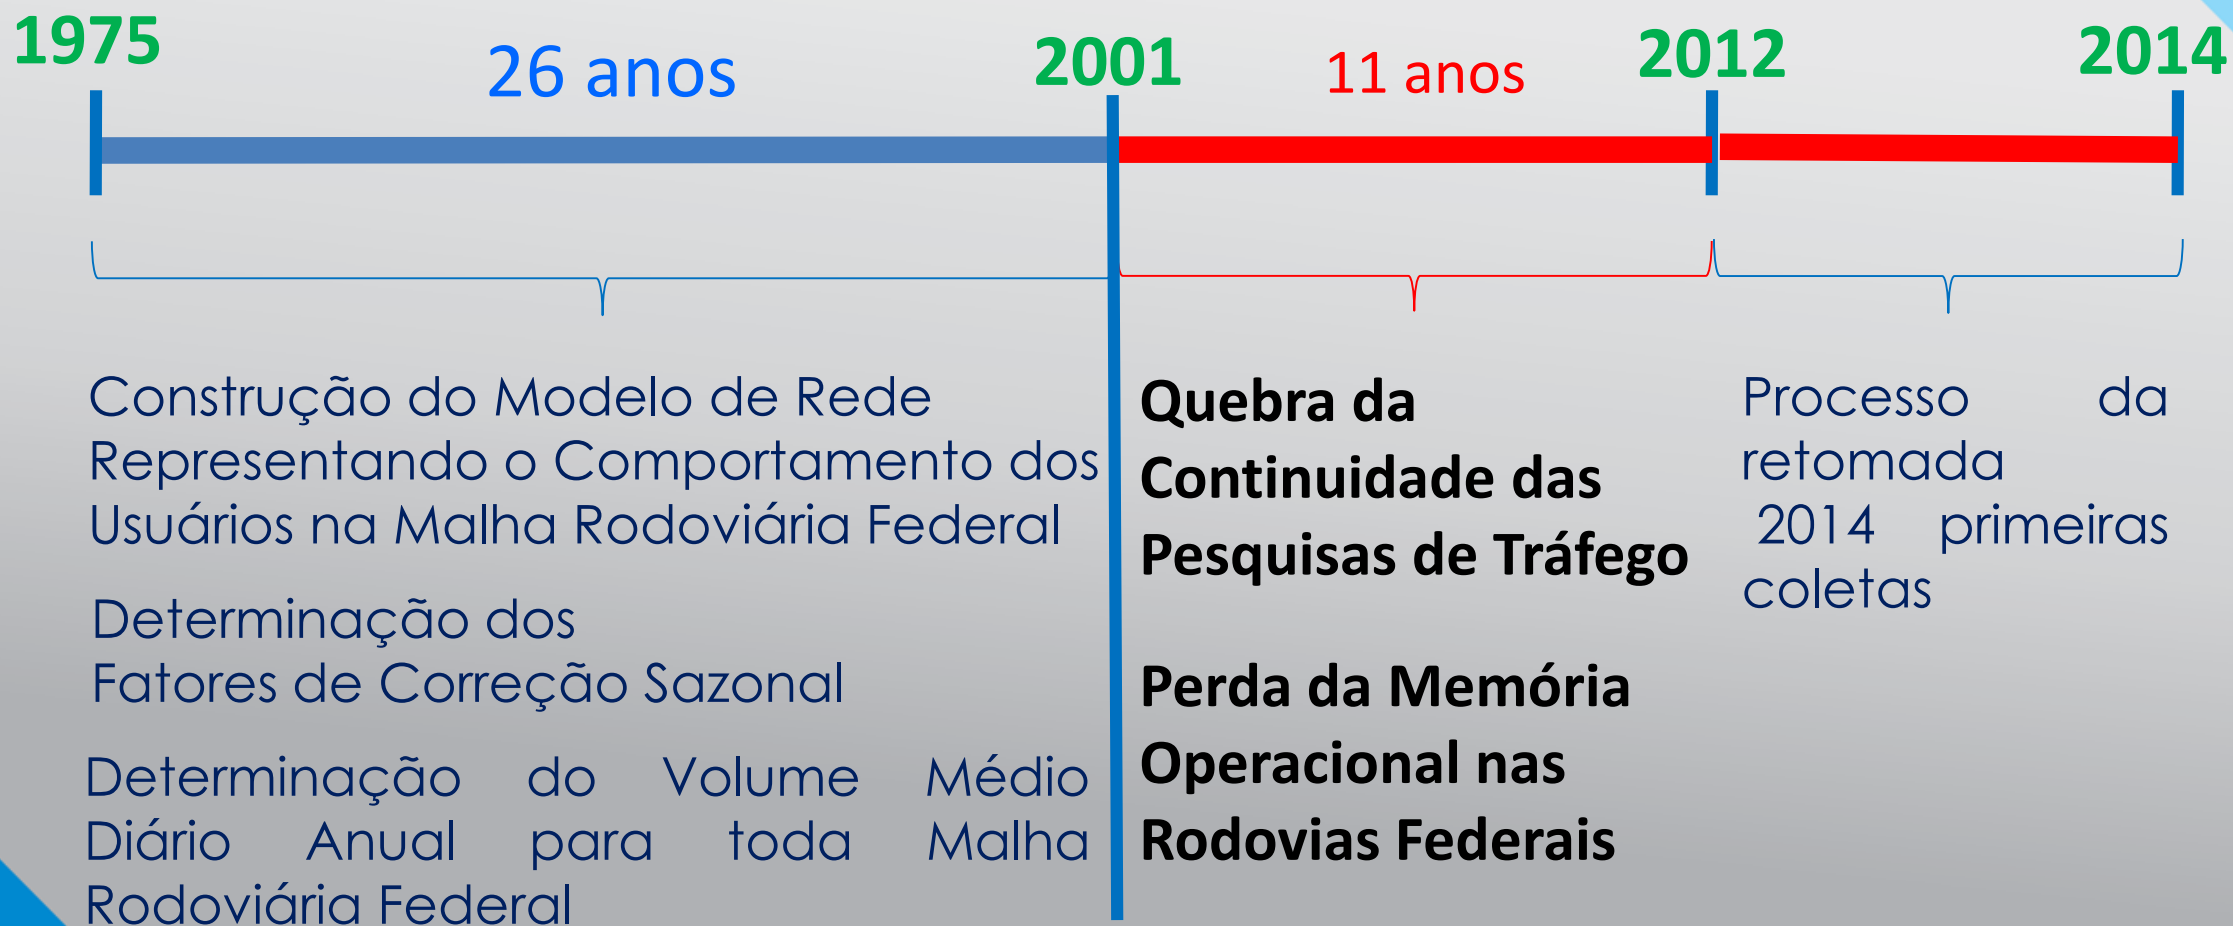 1975
26 anos
2001
11 anos
2012
2014
Construção do Modelo de Rede
Representando o Comportamento dos
Usuários na Malha Rodoviária Federal
Determinação dos
Fatores de Correção Sazonal
Determinação do Volume Médio
Diário Anual para toda Malha
Rodoviária Federal
Quebra da
Continuidade das
Pesquisas de Tráfego
Perda da Memória
Operacional nas
Rodovias Federais
Processo da
retomada
2014 primeiras
coletas